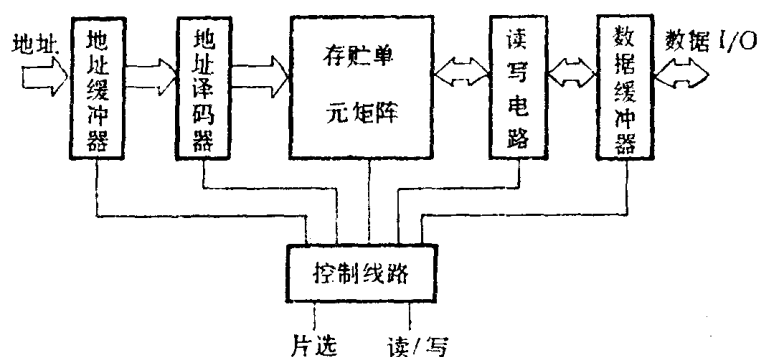 地址
地址缓冲器
地址译码器
存贮单
元矩阵
读写电路
数据缓冲器
数据 I/O
控制线路
片选
读/写